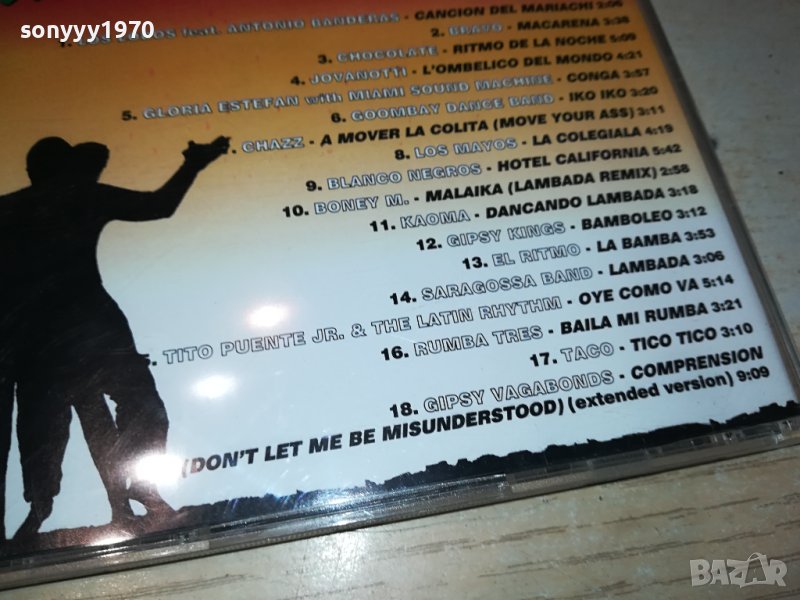 sonyyy1970
1. LOS LOBOS feat. ANTONIO BANDERAS - CANCION DEL MARIACHI 2:06
2. BRAVO - MACARENA 3:38
3. CHOCOLATE - RITMO DE LA NOCHE 5:09
4. JOVANOTTI - L'OMBELICO DEL MONDO 4:21
5. GLORIA ESTEFAN with MIAMI SOUND MACHINE - CONGA 3:57
6. GOOMBAY DANCE BAND - IKO IKO 3:20
. CHAZZ - A MOVER LA COLITA (MOVE YOUR ASS) 3:11
8. LOS MAYOS - LA COLEGIALA 4:19
9. BLANCO NEGROS - HOTEL CALIFORNIA 5:42
10. BONEY M. - MALAIKA (LAMBADA REMIX) 2:58
11. KAOMA - DANCANDO LAMBADA 3:18
12. GIPSY KINGS - BAMBOLEO 3:12
13. EL RITMO - LA BAMBA 3:53
14. SARAGOSSA BAND - LAMBADA 3:06
. TITO PUENTE JR. & THE LATIN RHYTHM - OYE COMO VA 5:14
16. RUMBA TRES - BAILA MI RUMBA 3:21
17. TACO - TICO TICO 3:10
18. GIPSY VAGABONDS - COMPRENSION
(DON'T LET ME BE MISUNDERSTOOD) (extended version) 9:09
BAZAR